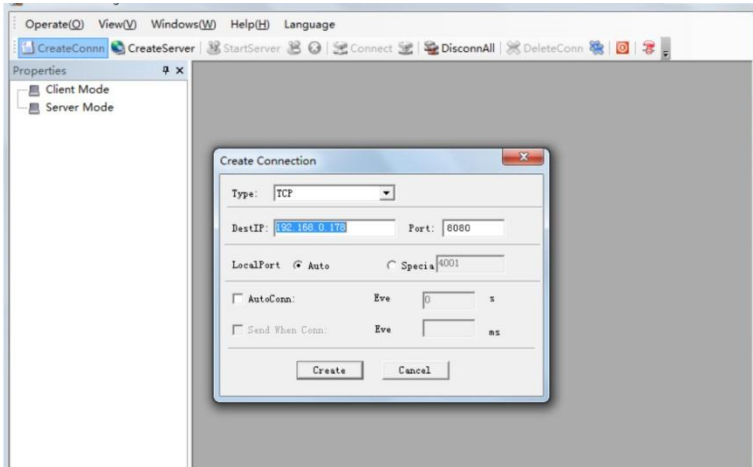 Operate(O) View(V) Windows(W) Help(H) Language
CreateConnn CreateServer StartServer Connect DisconnAll DeleteConn
Properties
Client Mode
Server Mode
Create Connection
Type: TCP
DestIP: 192.168.0.178 Port: 8080
LocalPort Auto Specia 4001
AutoConn: Eve 0 s
Send When Conn: Eve ms
Create Cancel